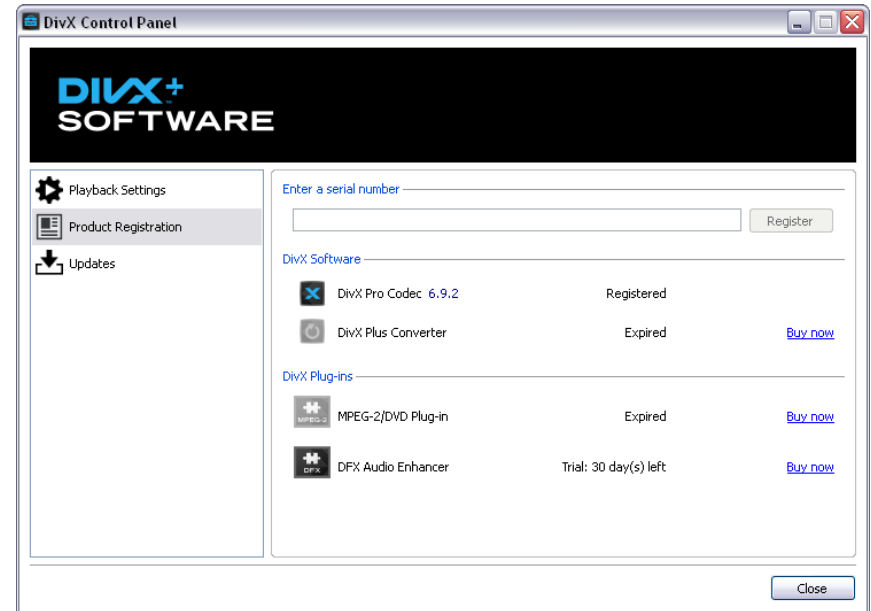 DivX Control Panel
DIVX+
SOFTWARE
Playback Settings
Product Registration
Updates
Enter a serial number
Register
DivX Software
DivX Pro Codec 6.9.2 Registered
DivX Plus Converter Expired Buy now
DivX Plug-ins
MPEG-2
MPEG-2/DVD Plug-in Expired Buy now
DFX
DFX Audio Enhancer Trial: 30 day(s) left Buy now
Close